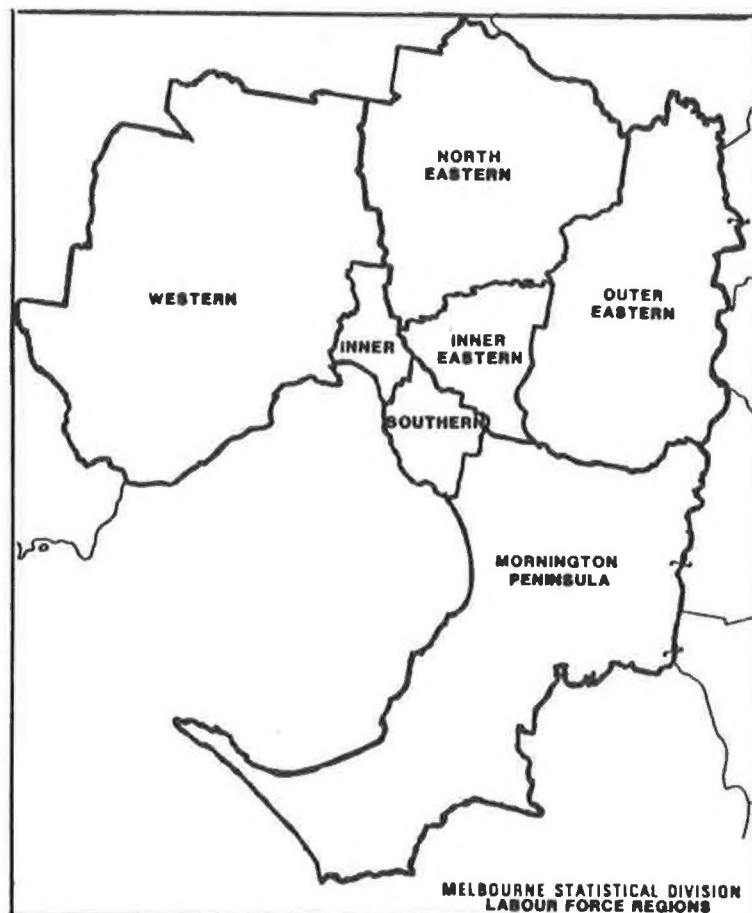 NORTH
EASTERN
WESTERN
OUTER
EASTERN
INNER
INNER
EASTERN
SOUTHERN
MORNINGTON
PENINSULA
MELBOURNE STATISTICAL DIVISION
LABOUR FORCE REGIONS